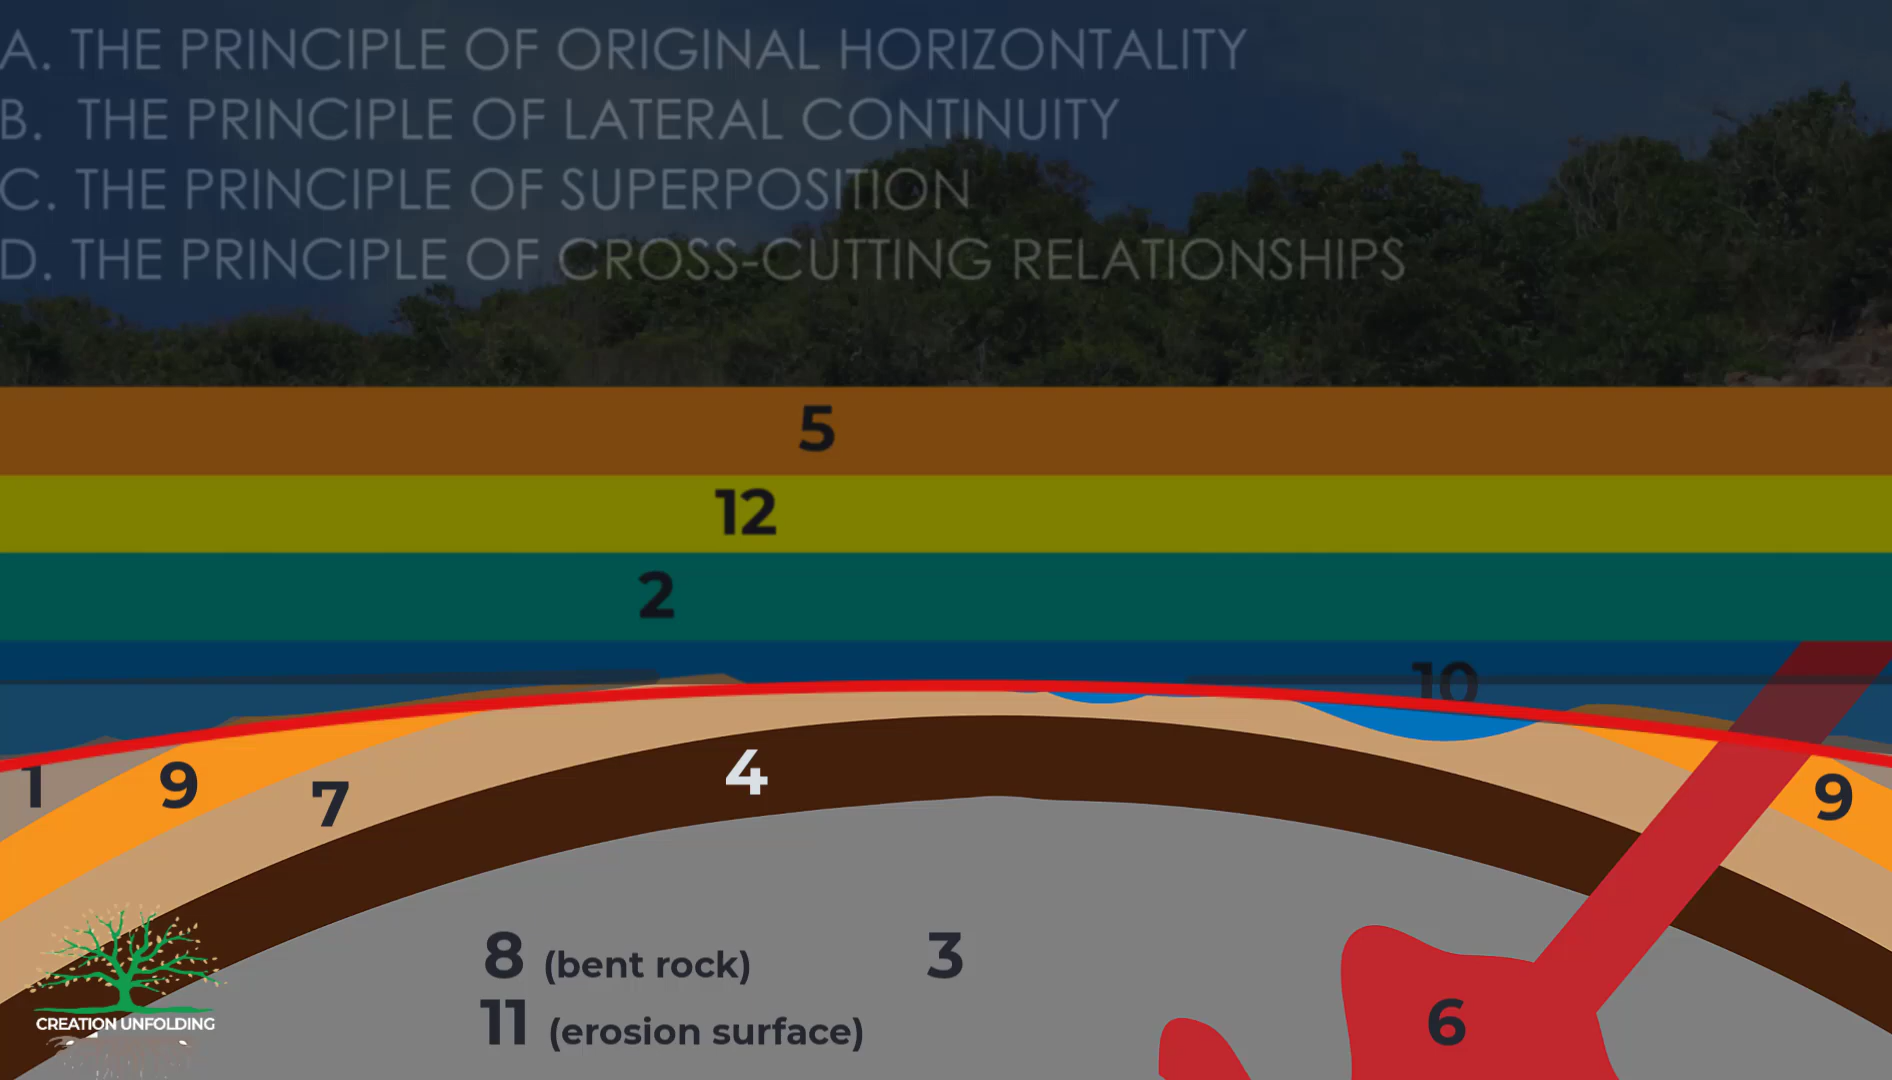 A. THE PRINCIPLE OF ORIGINAL HORIZONTALITY
B. THE PRINCIPLE OF LATERAL CONTINUITY
C. THE PRINCIPLE OF SUPERPOSITION
D. THE PRINCIPLE OF CROSS-CUTTING RELATIONSHIPS
5
12
2
10
4
1
9
7
9
8 (bent rock)
3
11 (erosion surface)
6
CREATION UNFOLDING